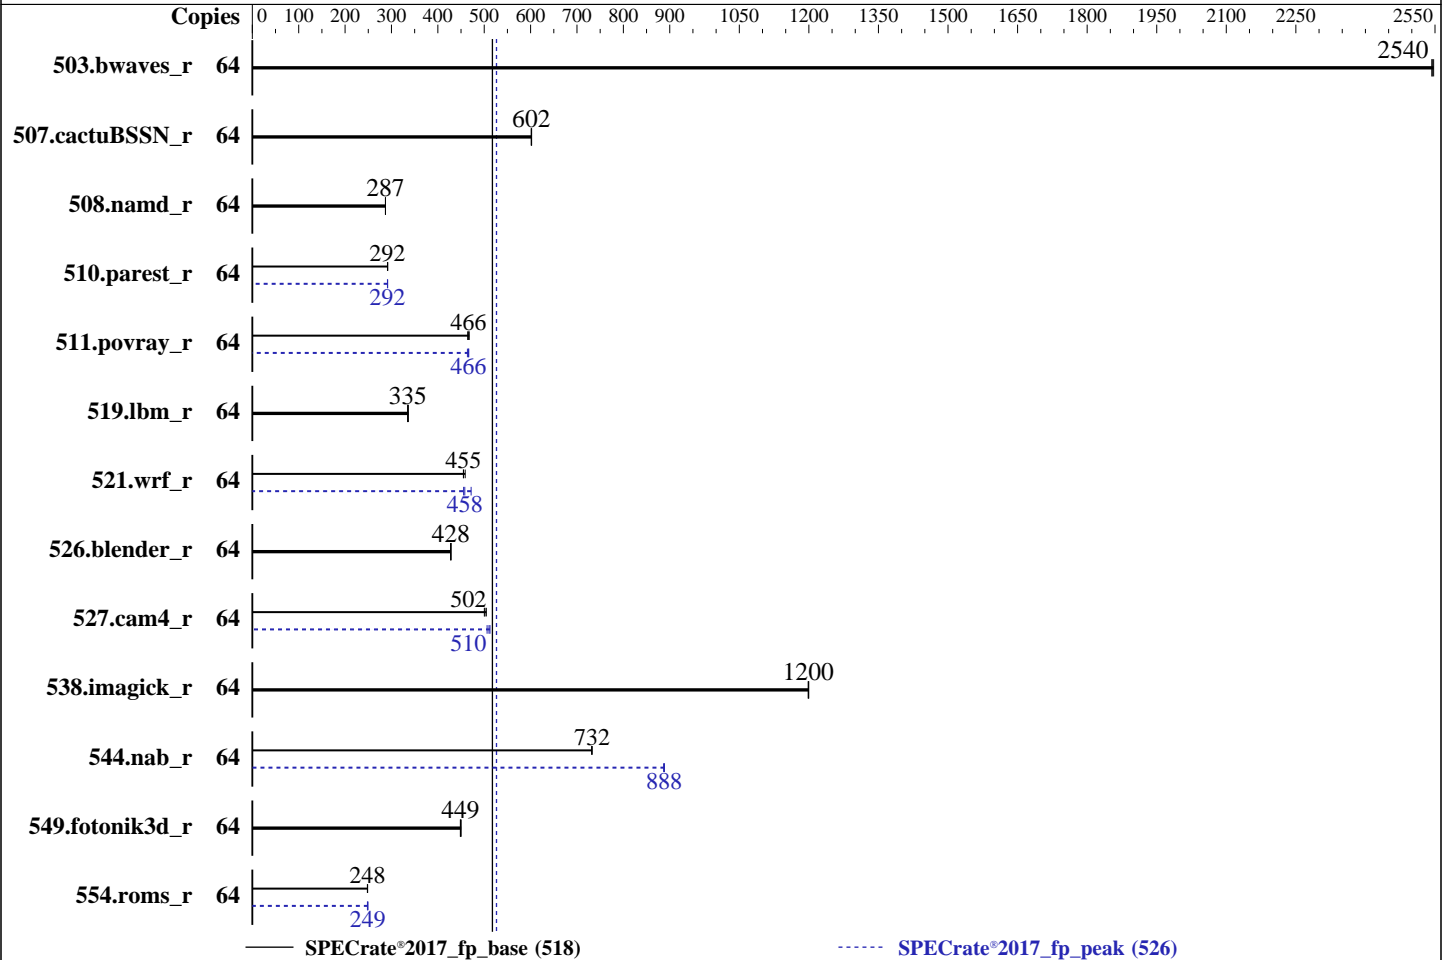 Copies 0 100 200 300 400 500 600 700 800 900 1050 1200 1350 1500 1650 1800 1950 2100 2250 2550
503.bwaves_r 64 2540
507.cactuBSSN_r 64 602
508.namd_r 64 287
510.parest_r 64 292
292
511.povray_r 64 466
466
519.lbm_r 64 335
521.wrf_r 64 455
458
526.blender_r 64 428
527.cam4_r 64 502
510
538.imagick_r 64 1200
544.nab_r 64 732
888
549.fotonik3d_r 64 449
554.roms_r 64 248
249
SPECrate®2017_fp_base (518) SPECrate®2017_fp_peak (526)